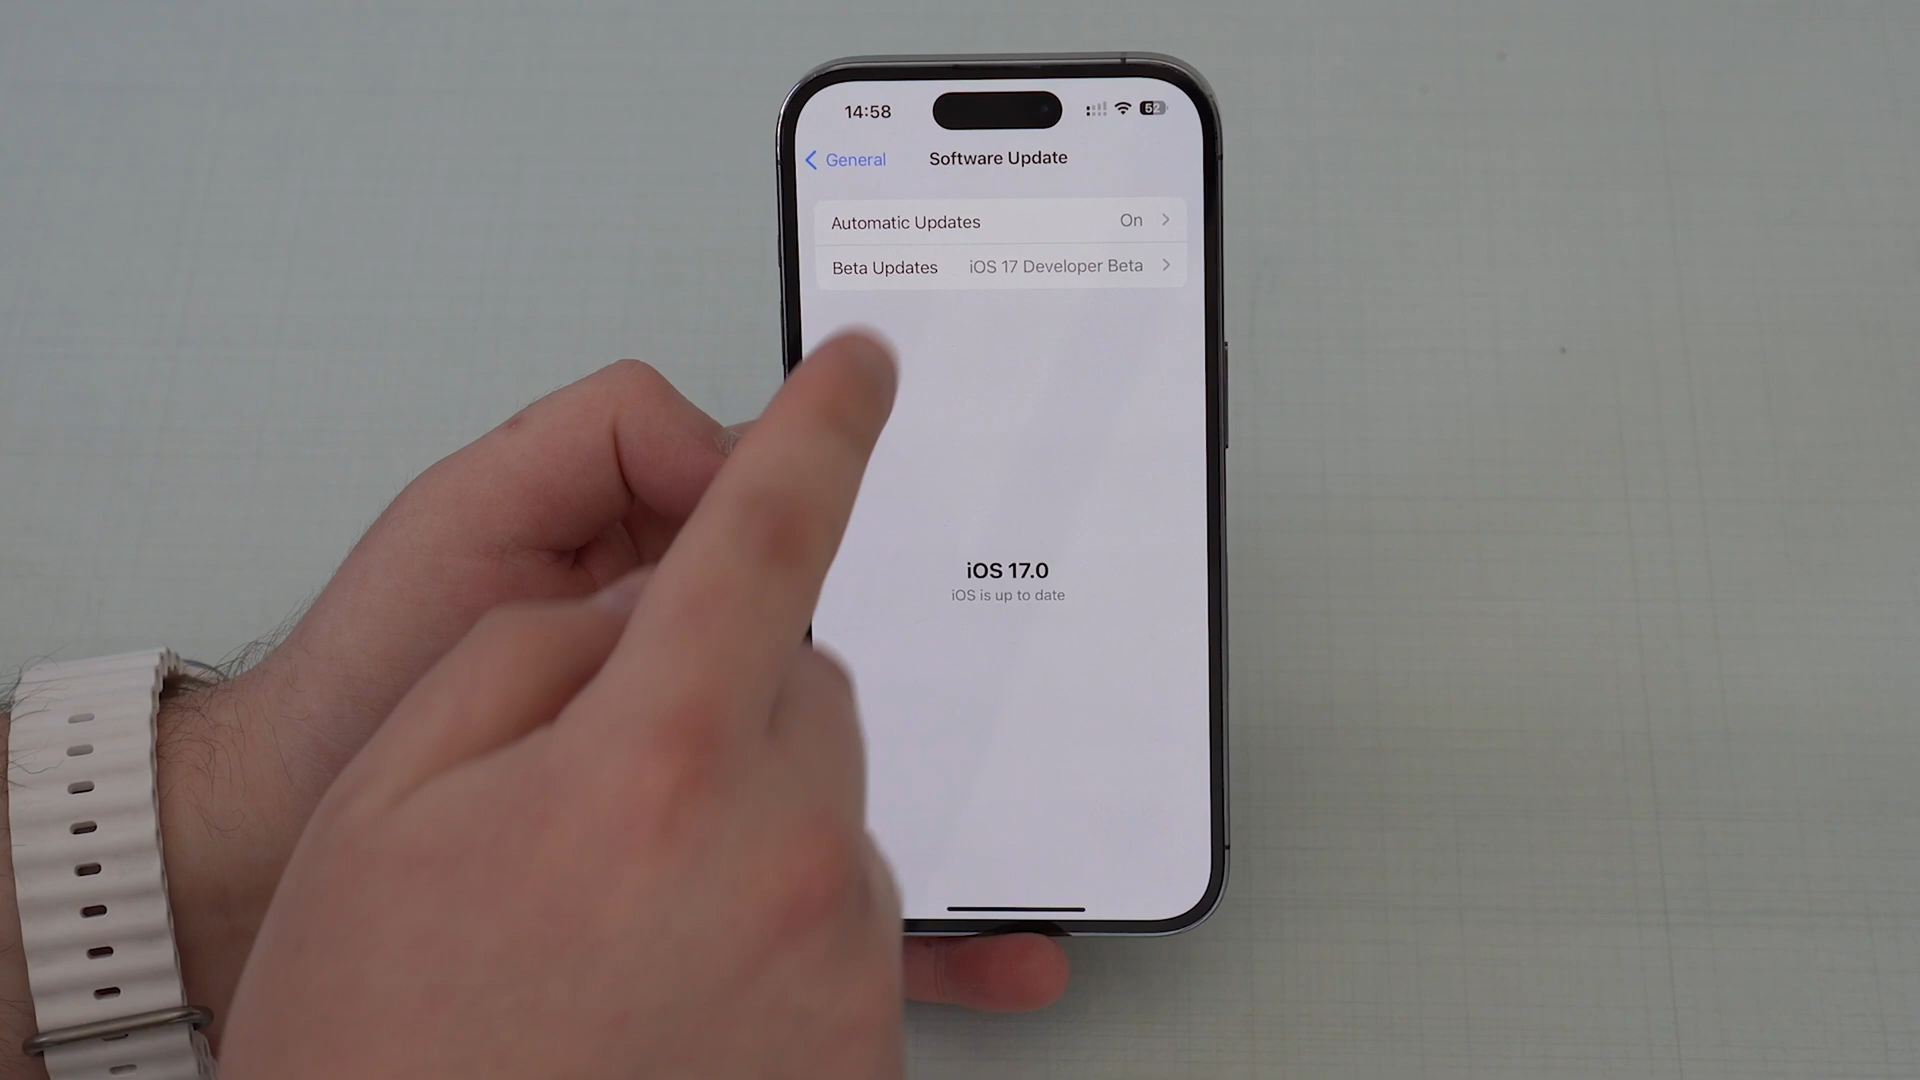 14:58
52
General
Software Update
Automatic Updates On
Beta Updates iOS 17 Developer Beta
iOS 17.0
iOS is up to date